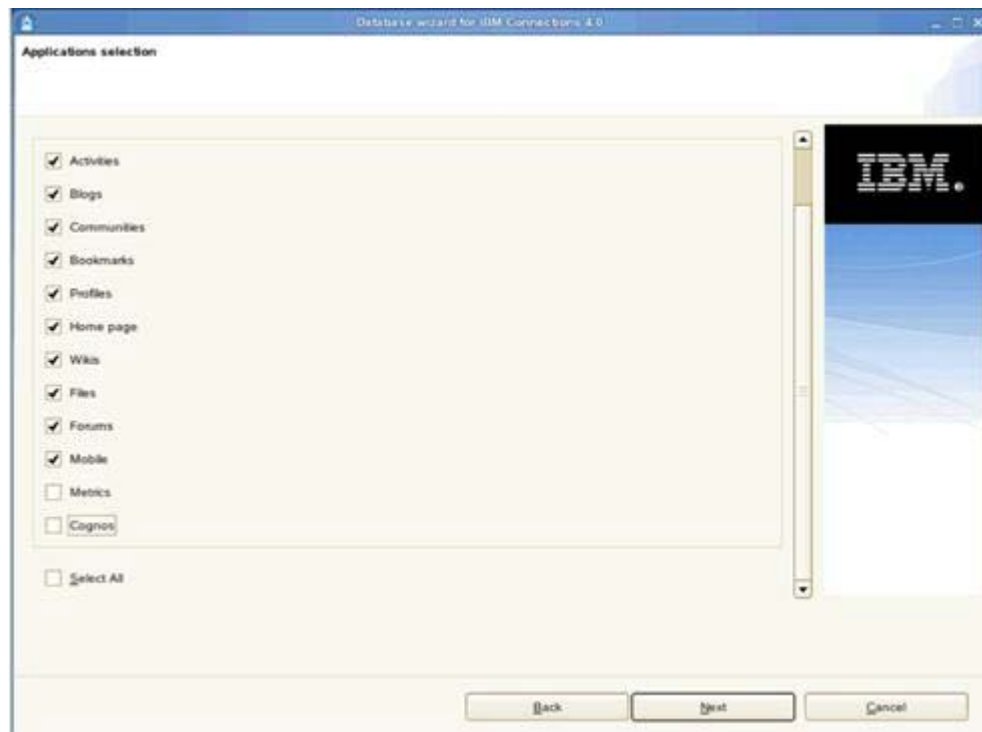 Database wizard for IBM Connections 4.0
Applications selection
IBM.
Activities
Blogs
Communities
Bookmarks
Profiles
Home page
Wikis
Files
Forums
Mobile
Metrics
Cognos
Select All
Back Next Cancel